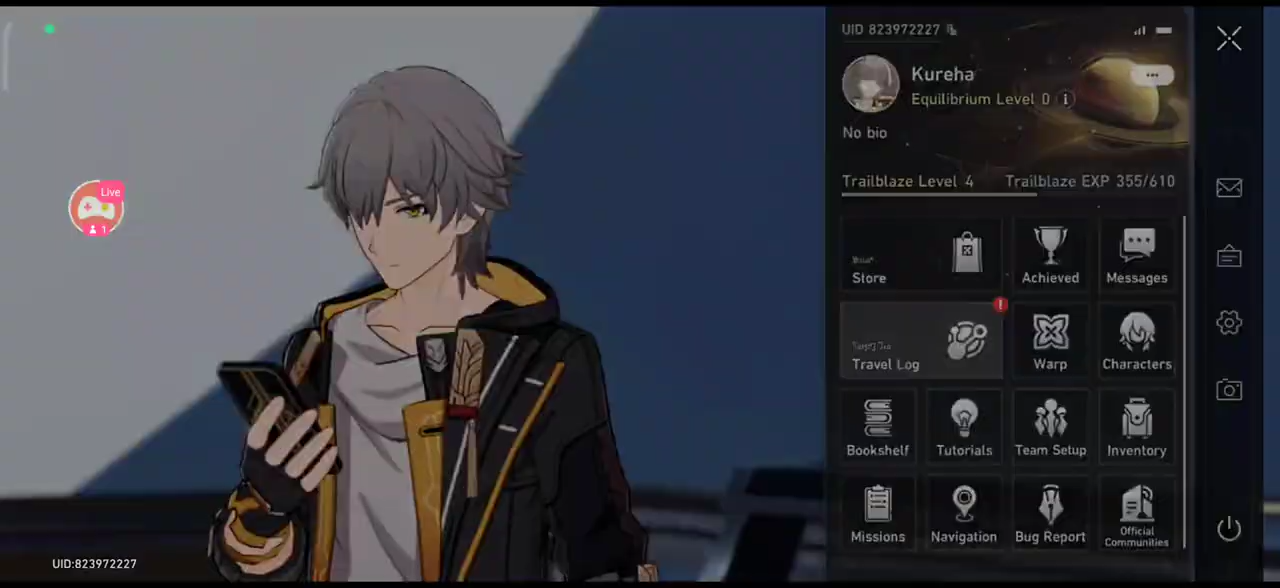 UID 823972227
Kureha
Equilibrium Level 0
No bio
Trailblaze Level 4 Trailblaze EXP 355/610
Live
1
Store
Achieved
Messages
Travel Log
Warp
Characters
Bookshelf
Tutorials
Team Setup
Inventory
Missions
Navigation
Bug Report
Official
Communities
UID:823972227